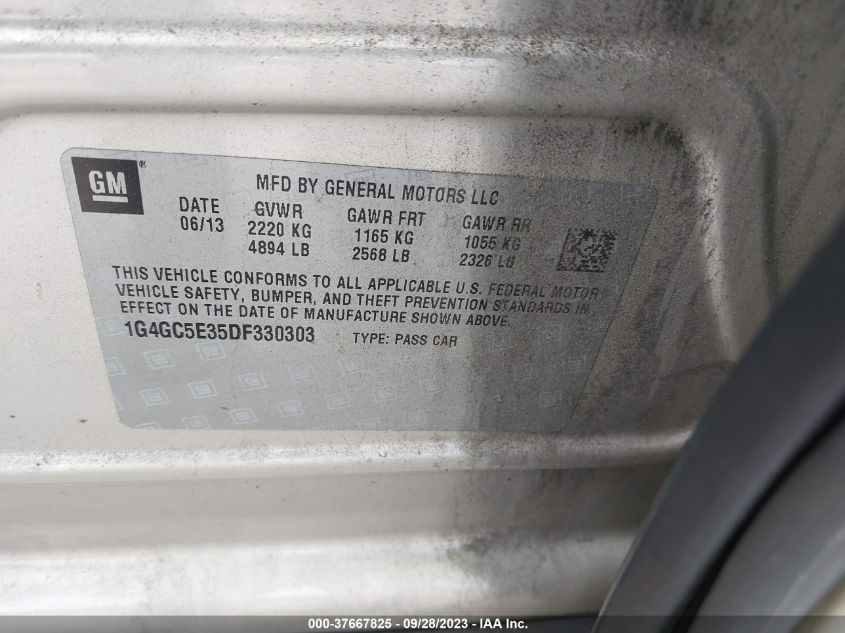 GM ®
MFD BY GENERAL MOTORS LLC
DATE GVWR GAWR FRT GAWR RR
06/13 2220 KG 1165 KG 1055 KG
4894 LB 2568 LB 2326 LB
THIS VEHICLE CONFORMS TO ALL APPLICABLE U.S. FEDERAL MOTOR
VEHICLE SAFETY, BUMPER, AND THEFT PREVENTION STANDARDS IN
EFFECT ON THE DATE OF MANUFACTURE SHOWN ABOVE.
1G4GC5E35DF330303 TYPE: PASS CAR
000-37667825 - 09/28/2023 - IAA Inc.